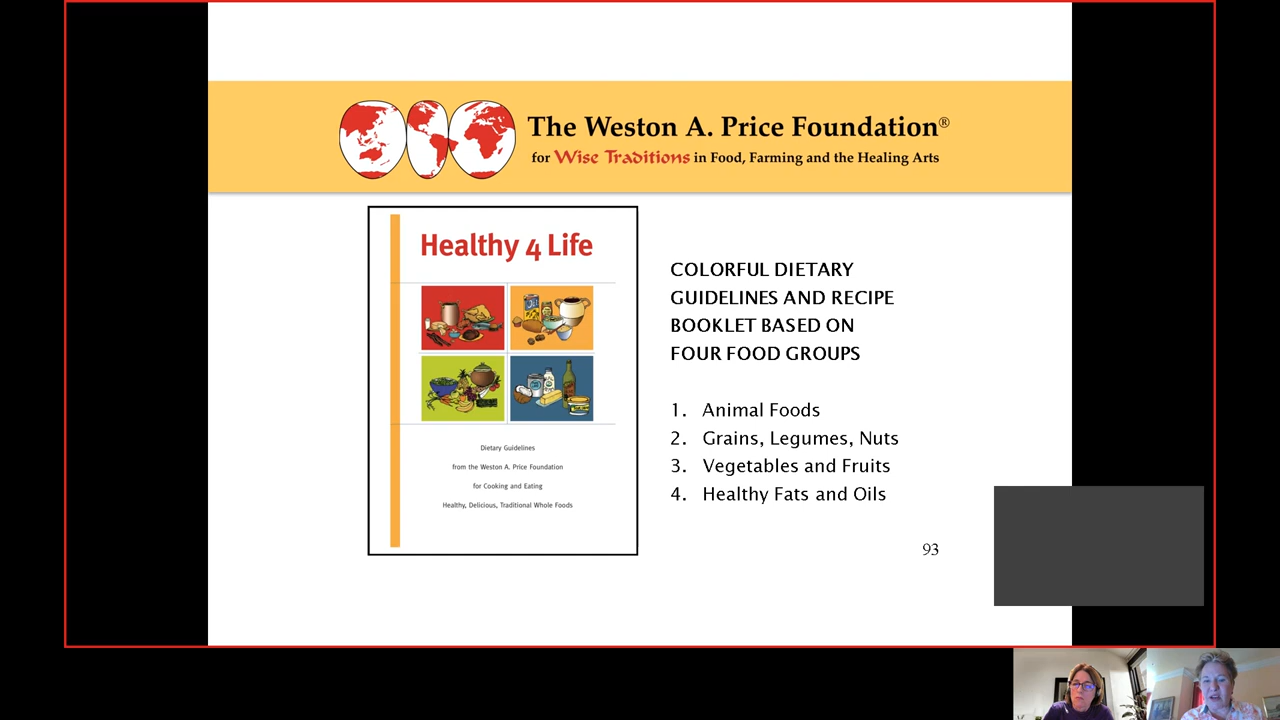 The Weston A. Price Foundation®
for Wise Traditions in Food, Farming and the Healing Arts
Healthy 4 Life
Dietary Guidelines
from the Weston A. Price Foundation
for Cooking and Eating
Healthy, Delicious, Traditional Whole Foods
COLORFUL DIETARY
GUIDELINES AND RECIPE
BOOKLET BASED ON
FOUR FOOD GROUPS
1. Animal Foods
2. Grains, Legumes, Nuts
3. Vegetables and Fruits
4. Healthy Fats and Oils
93